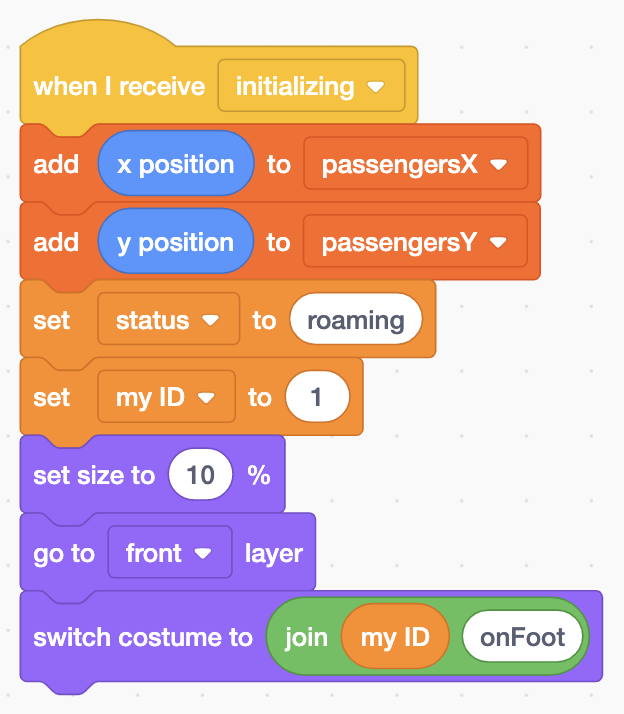 when I receive initializing
add x position to passengersX
add y position to passengersY
set status to roaming
set my ID to 1
set size to 10 %
go to front layer
switch costume to join my ID onFoot